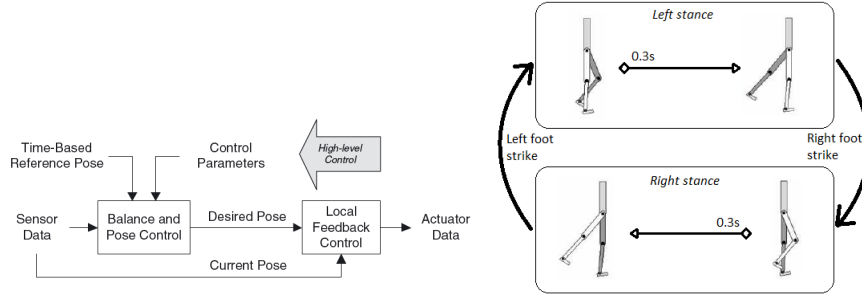 Time-Based
Reference Pose
Control
Parameters
High-level
Control
Sensor
Data
Balance and
Pose Control
Desired Pose
Local
Feedback
Control
Actuator
Data
Current Pose
Left stance
0.3s
Left foot
strike
Right foot
strike
Right stance
0.3s